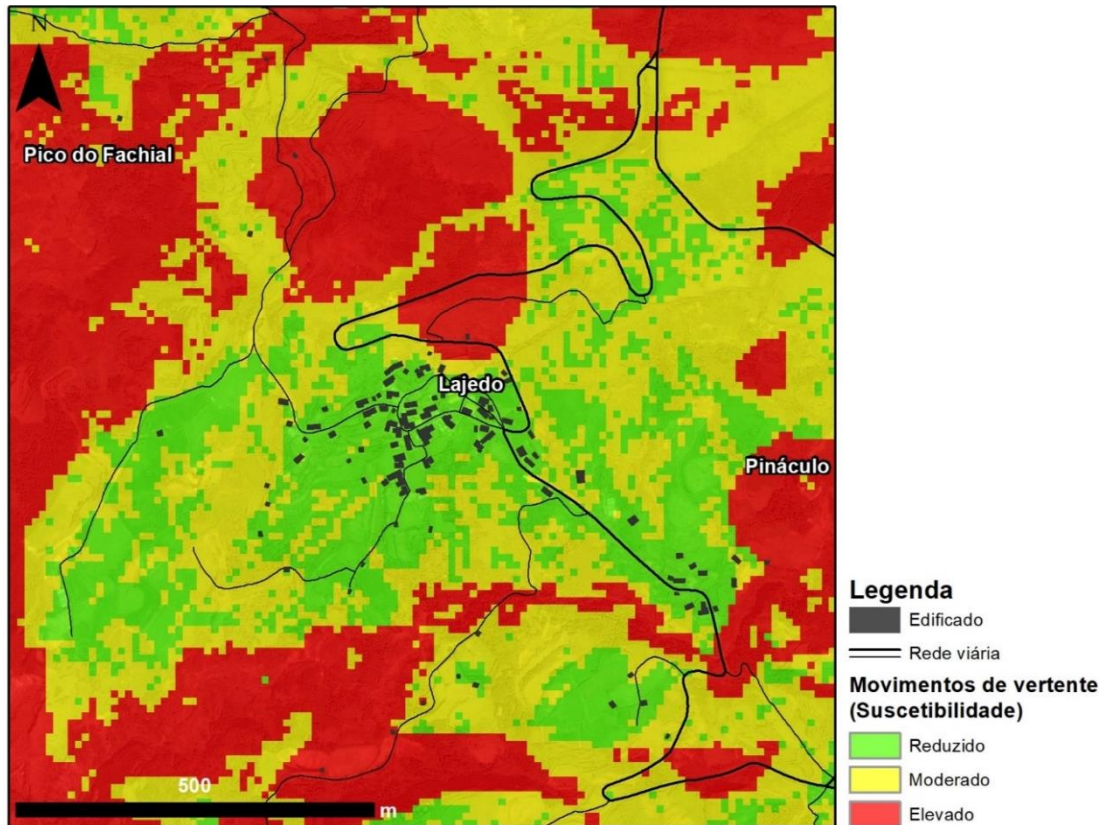 N
Pico do Fachial
Lajedo
Pináculo
500
m
Legenda
Edificado
Rede viária
Movimentos de vertente
(Suscetibilidade)
Reduzido
Moderado
Elevado